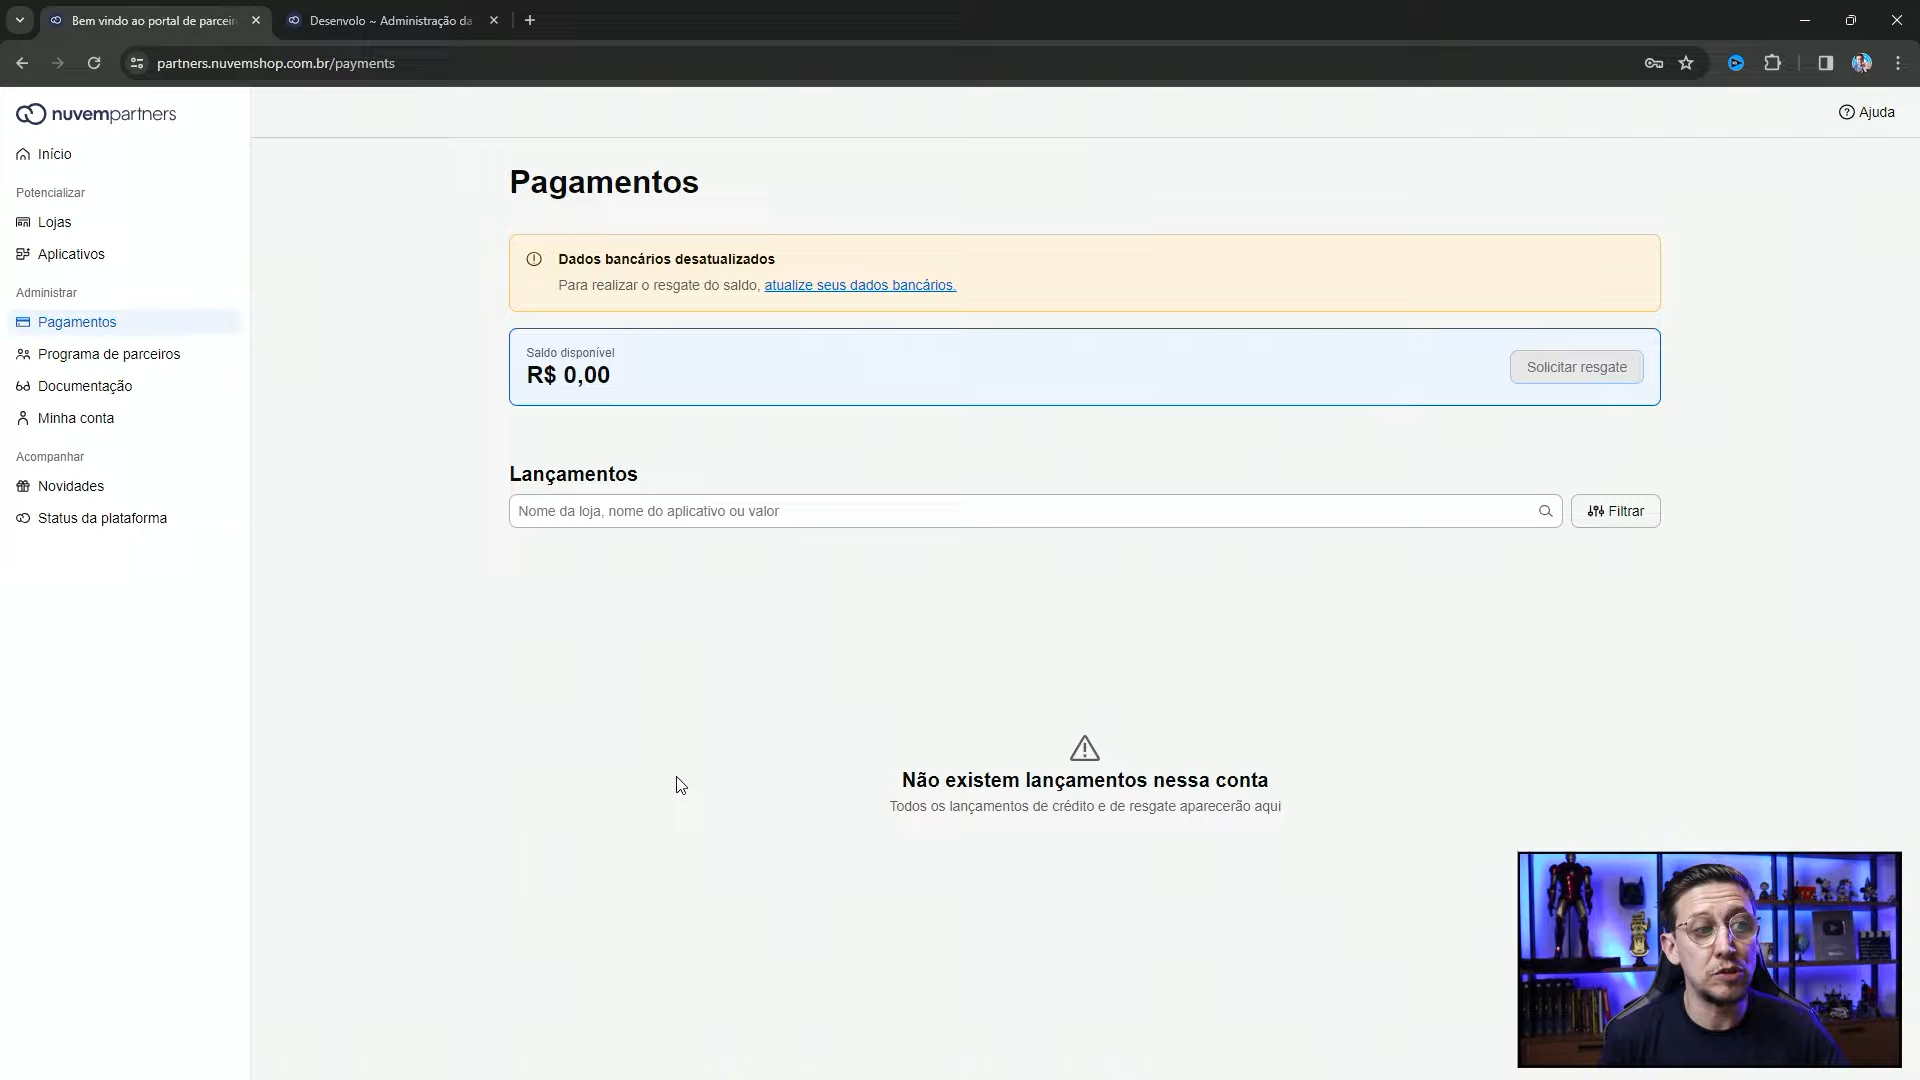 Bem vindo ao portal de parceir
Desenvolo ~ Administração da
partners.nuvemshop.com.br/payments
nuvempartners
Ajuda
Início
Potencializar
Lojas
Aplicativos
Administrar
Pagamentos
Programa de parceiros
Documentação
Minha conta
Acompanhar
Novidades
Status da plataforma
Pagamentos
Dados bancários desatualizados
Para realizar o resgate do saldo, atualize seus dados bancários.
Saldo disponível
R$ 0,00
Solicitar resgate
Lançamentos
Nome da loja, nome do aplicativo ou valor
Filtrar
Não existem lançamentos nessa conta
Todos os lançamentos de crédito e de resgate aparecerão aqui